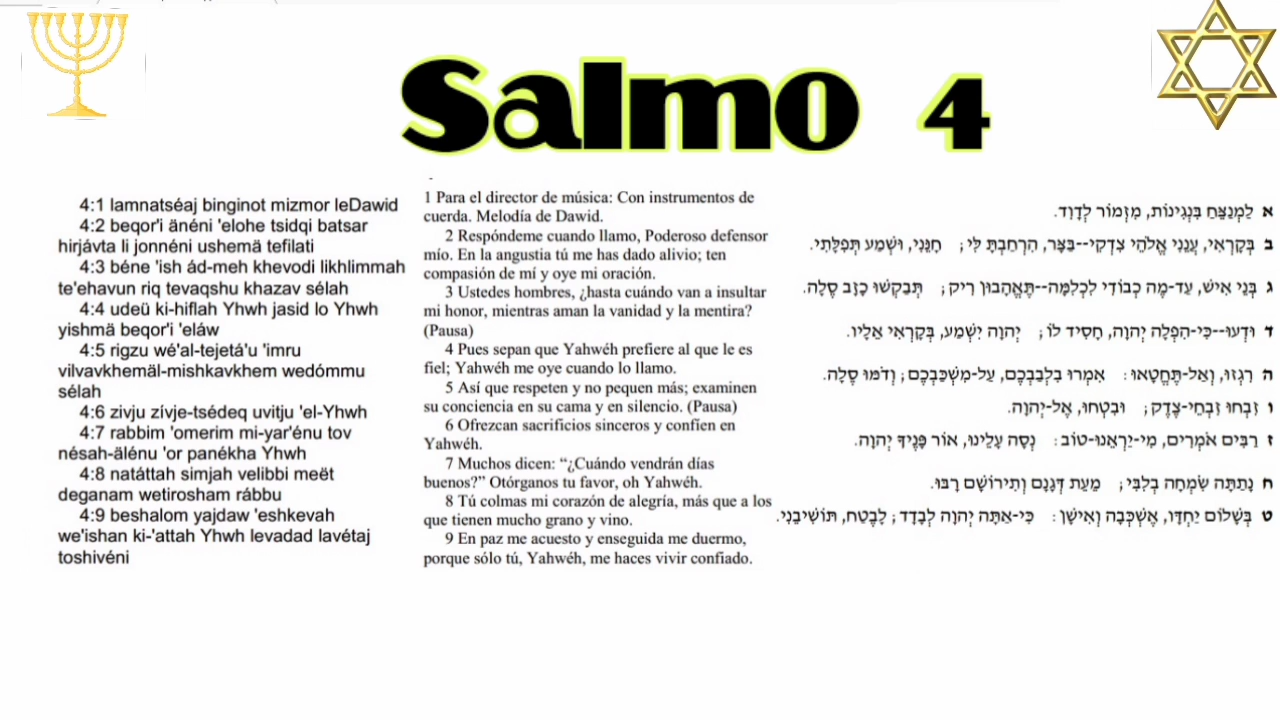 Salmo 4
4:1 lamnatséaj binginot mizmor leDawid
4:2 beqor'i änéni 'elohe tsidqi batsar
hirjávta li jonnéni ushemä tefilati
4:3 béne 'ish ád-meh khevodi likhlimmah
te'ehavun riq tevaqshu khazav sélah
4:4 udeü ki-hiflah Yhwh jasid lo Yhwh
yishmä beqor'i 'eláw
4:5 rigzu wé'al-tejetá'u 'imru
vilvavkhemäl-mishkavkhem wedómmu
sélah
4:6 zivju zívje-tsédeq uvitju 'el-Yhwh
4:7 rabbim 'omerim mi-yar'énu tov
nésah-älénu 'or panékha Yhwh
4:8 natáttah simjah velibbi meët
deganam wetirosham rábbu
4:9 beshalom yajdaw 'eshkevah
we'ishan ki-'attah Yhwh levadad lavétaj
toshivéni
1 Para el director de música: Con instrumentos de
cuerda. Melodía de Dawid.
2 Respóndeme cuando llamo, Poderoso defensor
mío. En la angustia tú me has dado alivio; ten
compasión de mí y oye mi oración.
3 Ustedes hombres, ¿hasta cuándo van a insultar
mi honor, mientras aman la vanidad y la mentira?
(Pausa)
4 Pues sepan que Yahwéh prefiere al que le es
fiel; Yahwéh me oye cuando lo llamo.
5 Así que respeten y no pequen más; examinen
su conciencia en su cama y en silencio. (Pausa)
6 Ofrezcan sacrificios sinceros y confíen en
Yahwéh.
7 Muchos dicen: “¿Cuándo vendrán días
buenos?” Otórganos tu favor, oh Yahwéh.
8 Tú colmas mi corazón de alegría, más que a los
que tienen mucho grano y vino.
9 En paz me acuesto y enseguida me duermo,
porque sólo tú, Yahwéh, me haces vivir confiado.
א לַמְנַצֵּחַ בִּנְגִינוֹת, מִזְמוֹר לְדָוִד.
ב בְּקָרְאִי, עֲנֵנִי אֱלֹהֵי צִדְקִי--בַּצָּר, הִרְחַבְתָּ לִּי; חָנֵּנִי, וּשְׁמַע תְּפִלָּתִי.
ג בְּנֵי אִישׁ, עַד-מֶה כְבוֹדִי לִכְלִמָּה--תֶּאֱהָבוּן רִיק; תְּבַקְשׁוּ כָזָב סֶלָה.
ד וּדְעוּ--כִּי-הִפְלָה יְהוָה, חָסִיד לוֹ; יְהוָה יִשְׁמַע, בְּקָרְאִי אֵלָיו.
ה רִגְזוּ, וְאַל-תֶּחֱטָאוּ: אִמְרוּ בִלְבַבְכֶם, עַל-מִשְׁכַּבְכֶם; וְדֹמּוּ סֶלָה.
ו זִבְחוּ זִבְחֵי-צֶדֶק; וּבִטְחוּ, אֶל-יְהוָה.
ז רַבִּים אֹמְרִים, מִי-יַרְאֵנוּ-טוֹב: נְסָה עָלֵינוּ, אוֹר פָּנֶיךָ יְהוָה.
ח נָתַתָּה שִׂמְחָה בְלִבִּי; מֵעֵת דְּגָנָם וְתִירוֹשָׁם רָבּוּ.
ט בְּשָׁלוֹם יַחְדָּו, אֶשְׁכְּבָה וְאִישָׁן: כִּי-אַתָּה יְהוָה לְבָדָד; לָבֶטַח, תּוֹשִׁיבֵנִי.